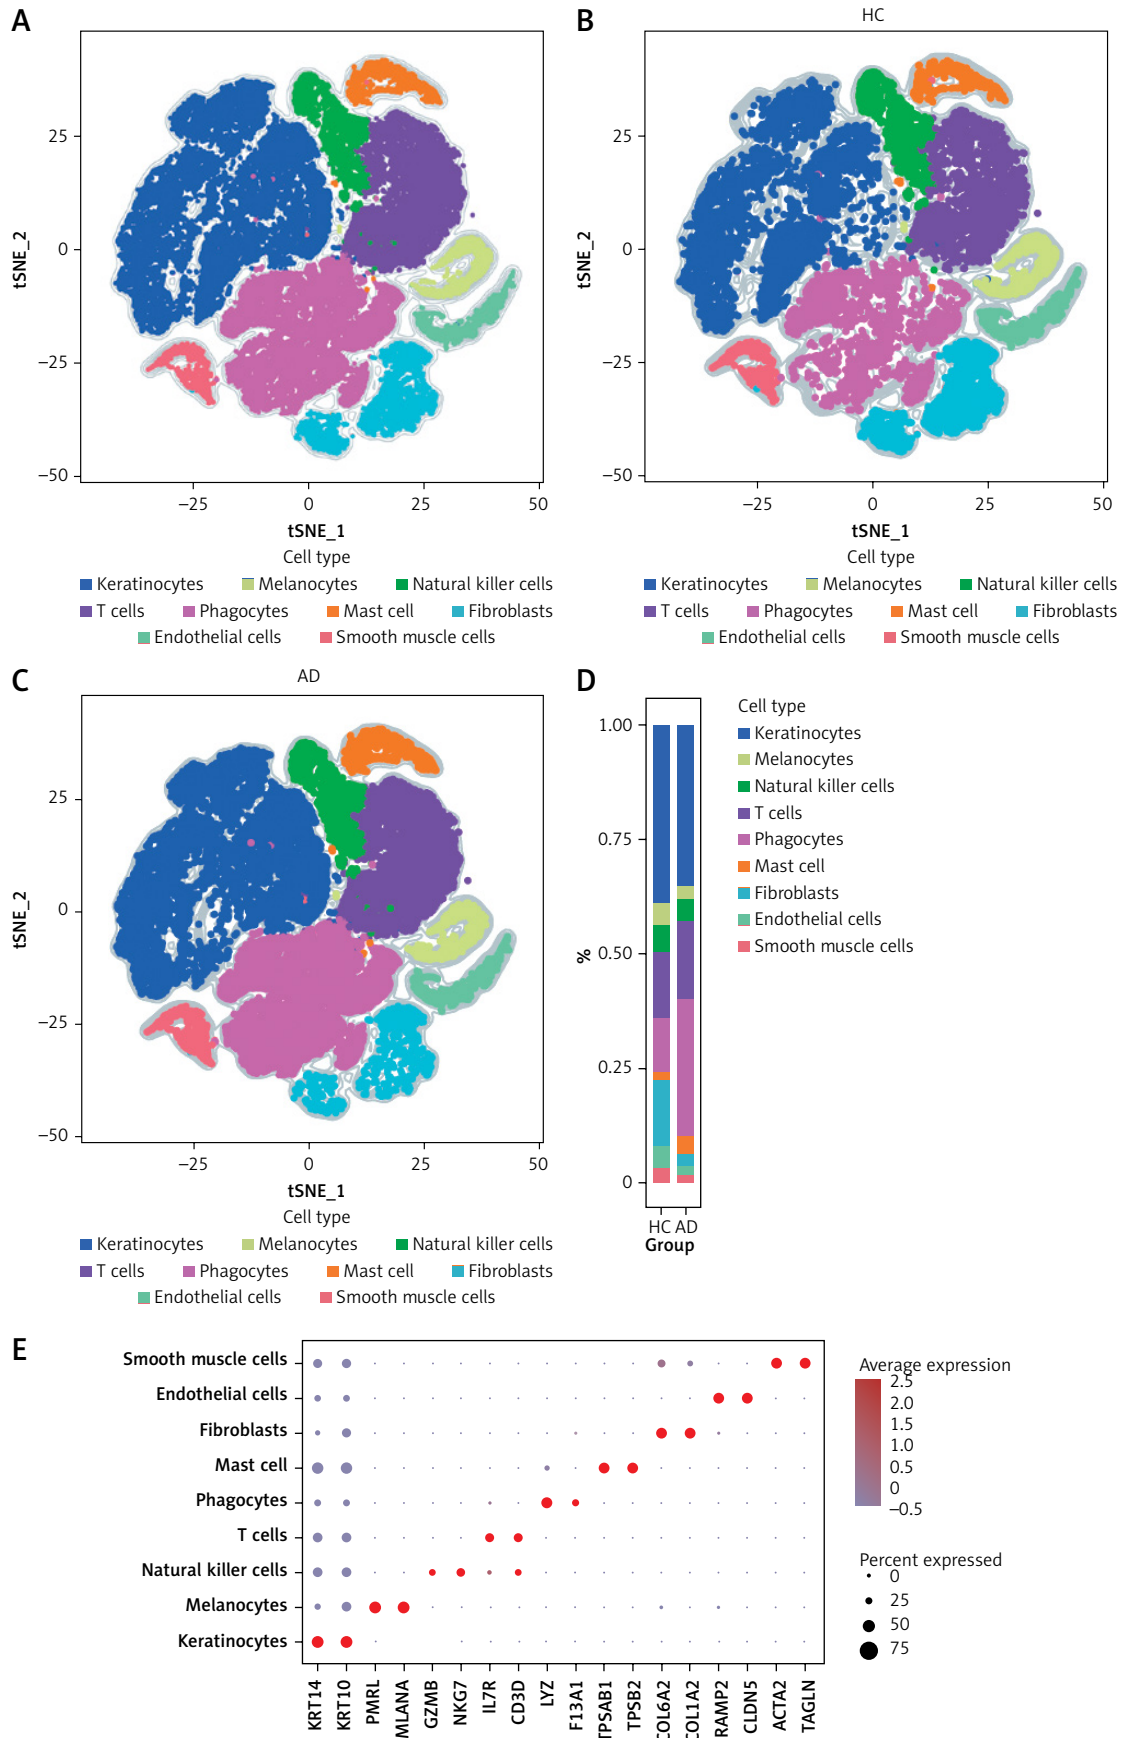 A
25
0
−25
−50
tSNE_2
−25
0
25
50
tSNE_1
Cell type
Keratinocytes
Melanocytes
Natural killer cells
T cells
Phagocytes
Mast cell
Fibroblasts
Endothelial cells
Smooth muscle cells
B
HC
25
0
−25
−50
tSNE_2
−25
0
25
50
tSNE_1
Cell type
Keratinocytes
Melanocytes
Natural killer cells
T cells
Phagocytes
Mast cell
Fibroblasts
Endothelial cells
Smooth muscle cells
C
AD
25
0
−25
−50
tSNE_2
−25
0
25
50
tSNE_1
Cell type
Keratinocytes
Melanocytes
Natural killer cells
T cells
Phagocytes
Mast cell
Fibroblasts
Endothelial cells
Smooth muscle cells
D
1.00
0.75
0.50
0.25
0
%
HC AD
Group
Cell type
Keratinocytes
Melanocytes
Natural killer cells
T cells
Phagocytes
Mast cell
Fibroblasts
Endothelial cells
Smooth muscle cells
E
Smooth muscle cells
Endothelial cells
Fibroblasts
Mast cell
Phagocytes
T cells
Natural killer cells
Melanocytes
Keratinocytes
KRT14
KRT10
PMRL
MLANA
GZMB
NKG7
IL7R
CD3D
LYZ
F13A1
TPSAB1
TPSB2
COL6A2
COL1A2
RAMP2
CLDN5
ACTA2
TAGLN
Average expression
2.5
2.0
1.5
1.0
0.5
0
−0.5
Percent expressed
0
25
50
75